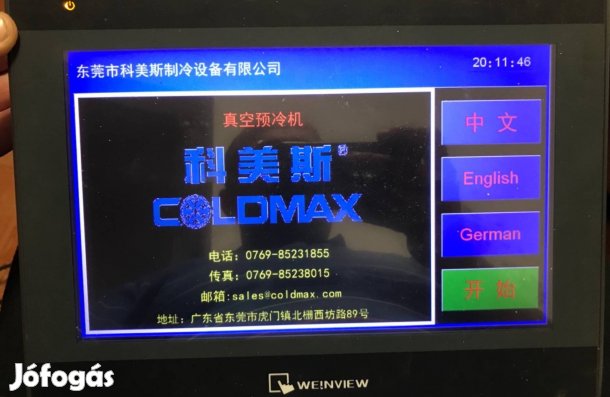 东莞市科美斯制冷设备有限公司
20:11:46
真空预冷机
科美斯®
COLDMAX
电话：0769-85231855
传真：0769-85238015
邮箱:sales@coldmax.com
地址：广东省东莞市虎门镇北栅西坊路89号
中 文
English
German
开 始
Jófogás
WEINVIEW